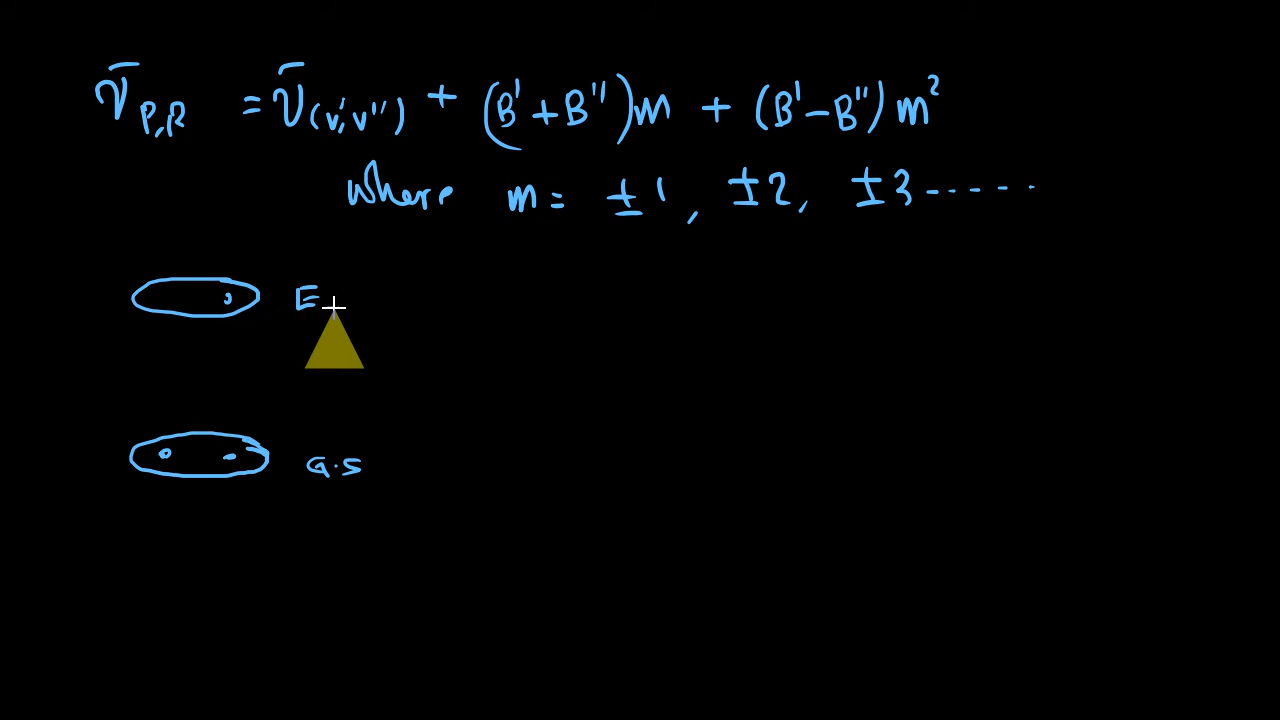 ν̄ P,R = ν̄ (v',v'') + (B' + B'') m + (B' – B'') m²
where m = ±1, ±2, ±3 ------
E
G.S